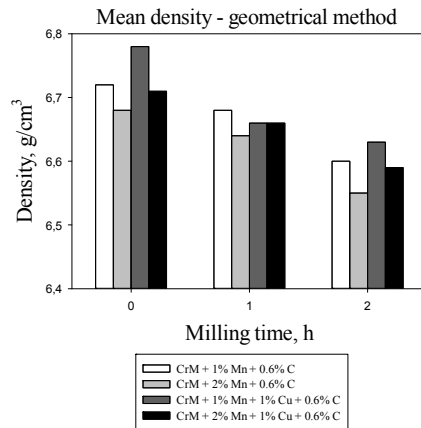 Mean density - geometrical method
6,8
6,7
6,6
6,5
6,4
Density, g/cm³
0 1 2
Milling time, h
CrM + 1% Mn + 0.6% C
CrM + 2% Mn + 0.6% C
CrM + 1% Mn + 1% Cu + 0.6% C
CrM + 2% Mn + 1% Cu + 0.6% C